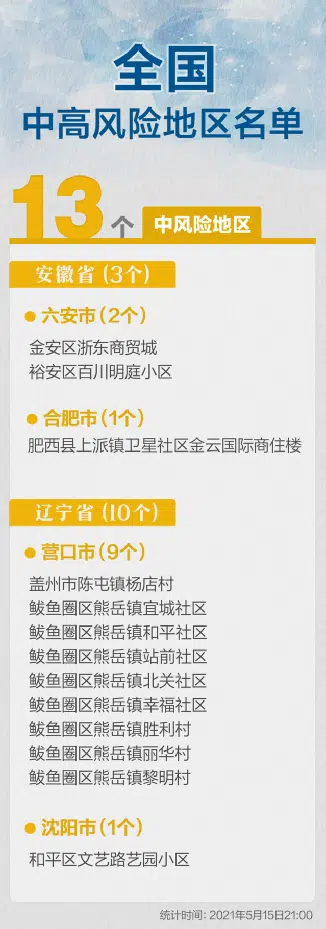 全国
中高风险地区名单
13个 中风险地区
安徽省（3个）
六安市（2个）
金安区浙东商贸城
裕安区百川明庭小区
合肥市（1个）
肥西县上派镇卫星社区金云国际商住楼
辽宁省（10个）
营口市（9个）
盖州市陈屯镇杨店村
鲅鱼圈区熊岳镇宜城社区
鲅鱼圈区熊岳镇和平社区
鲅鱼圈区熊岳镇站前社区
鲅鱼圈区熊岳镇北关社区
鲅鱼圈区熊岳镇幸福社区
鲅鱼圈区熊岳镇胜利村
鲅鱼圈区熊岳镇丽华村
鲅鱼圈区熊岳镇黎明村
沈阳市（1个）
和平区文艺路艺园小区
统计时间：2021年5月15日21:00